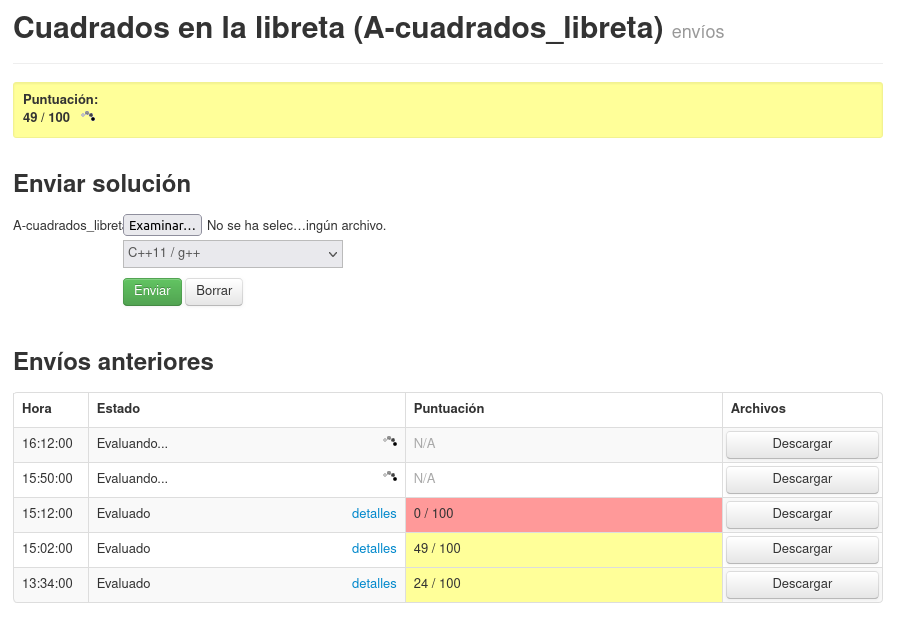 Cuadrados en la libreta (A-cuadrados_libreta) envíos
Puntuación:
49 / 100
Enviar solución
A-cuadrados_libreta Examinar... No se ha selec...ingún archivo.
C++11 / g++
Enviar Borrar
Envíos anteriores
Hora Estado Puntuación Archivos
16:12:00 Evaluando... N/A Descargar
15:50:00 Evaluando... N/A Descargar
15:12:00 Evaluado detalles 0 / 100 Descargar
15:02:00 Evaluado detalles 49 / 100 Descargar
13:34:00 Evaluado detalles 24 / 100 Descargar